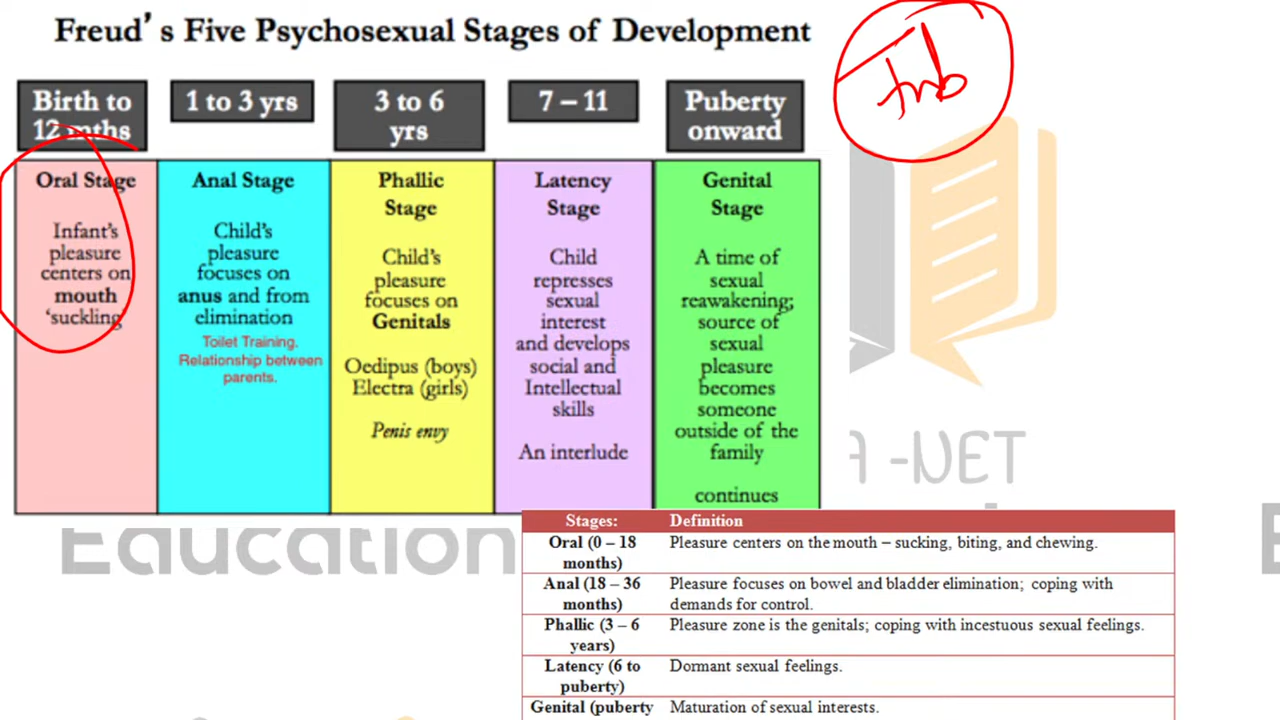 Freud's Five Psychosexual Stages of Development
Birth to
12 mths
1 to 3 yrs
3 to 6
yrs
7 – 11
Puberty
onward
Oral Stage
Infant's
pleasure
centers on
mouth
'suckling'
Anal Stage
Child's
pleasure
focuses on
anus and from
elimination
Toilet Training.
Relationship between
parents.
Phallic
Stage
Child's
pleasure
focuses on
Genitals
Oedipus (boys)
Electra (girls)
Penis envy
Latency
Stage
Child
represses
sexual
interest
and develops
social and
Intellectual
skills
An interlude
Genital
Stage
A time of
sexual
reawakening;
source of
sexual
pleasure
becomes
someone
outside of the
family
continues
A -NET
Education
Stages: Definition
Oral (0 – 18 Pleasure centers on the mouth – sucking, biting, and chewing.
months)
Anal (18 – 36 Pleasure focuses on bowel and bladder elimination; coping with
months) demands for control.
Phallic (3 – 6 Pleasure zone is the genitals; coping with incestuous sexual feelings.
years)
Latency (6 to Dormant sexual feelings.
puberty)
Genital (puberty Maturation of sexual interests.